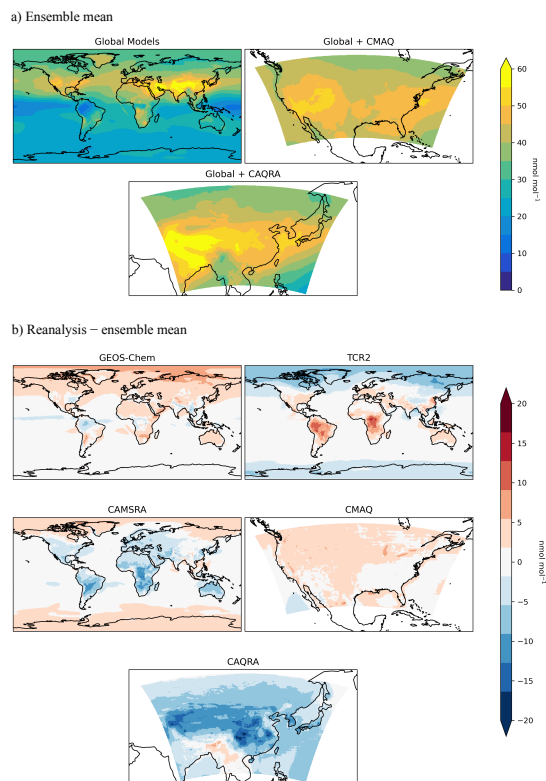 a) Ensemble mean
Global Models
Global + CMAQ
60
50
40
30
20
10
0
nmol mol⁻¹
Global + CAQRA
b) Reanalysis − ensemble mean
GEOS-Chem
TCR2
20
15
10
5
0
−5
−10
−15
−20
nmol mol⁻¹
CAMSRA
CMAQ
CAQRA